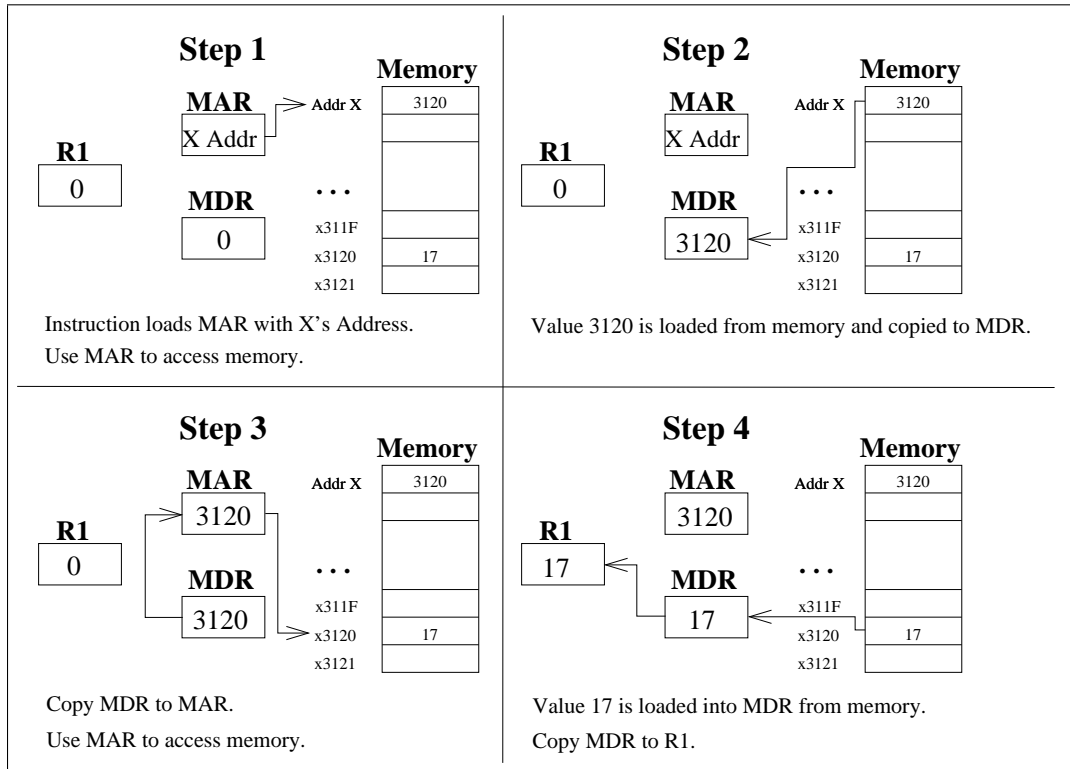 Step 1
Memory
MAR
Addr X
3120
X Addr
R1
0
MDR
0
...
x311F
x3120
17
x3121
Instruction loads MAR with X's Address.
Use MAR to access memory.
Step 2
Memory
MAR
Addr X
3120
X Addr
R1
0
MDR
3120
...
x311F
x3120
17
x3121
Value 3120 is loaded from memory and copied to MDR.
Step 3
Memory
MAR
Addr X
3120
3120
R1
0
MDR
3120
...
x311F
x3120
17
x3121
Copy MDR to MAR.
Use MAR to access memory.
Step 4
Memory
MAR
Addr X
3120
3120
R1
17
MDR
17
...
x311F
x3120
17
x3121
Value 17 is loaded into MDR from memory.
Copy MDR to R1.